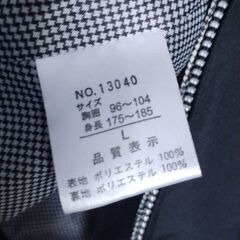 NO.13040
サイズ
胸囲 96〜104
身長 175〜185
L
品質表示
表地 ポリエステル 100%
裏地 ポリエステル 100%